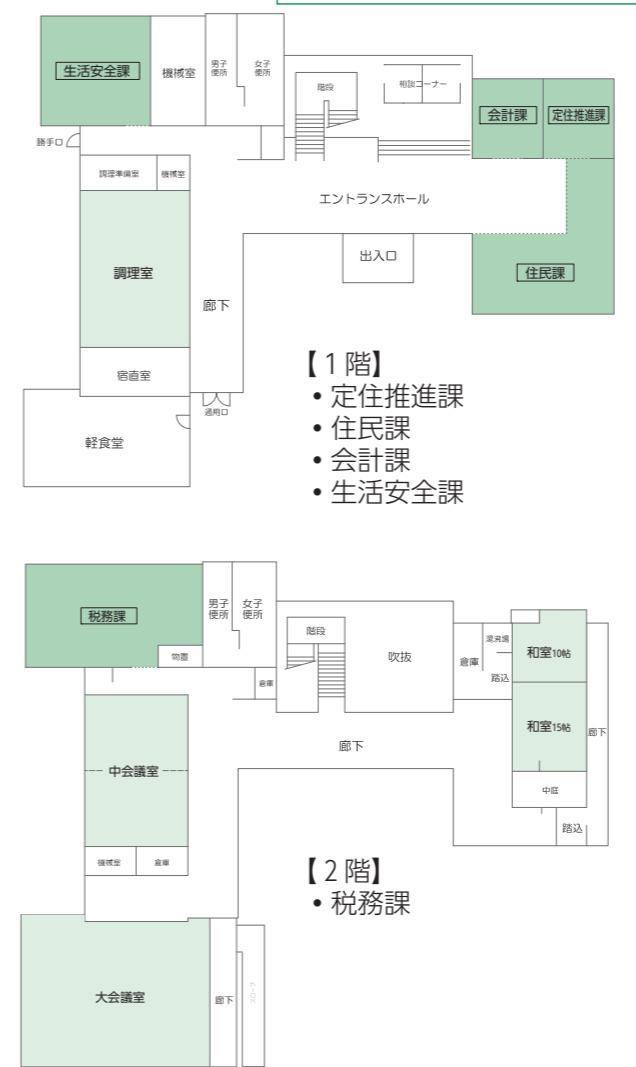 生活安全課
機械室
男子
便所
女子
便所
階段
相談コーナー
会計課
定住推進課
勝手口
調理準備室
機械室
エントランスホール
出入口
住民課
調理室
廊下
宿直室
通用口
軽食堂
【1階】
・定住推進課
・住民課
・会計課
・生活安全課
税務課
物置
男子
便所
女子
便所
倉庫
階段
吹抜
倉庫
湯沸場
踏込
和室10帖
和室15帖
廊下
中会議室
廊下
中庭
踏込
機械室
倉庫
【2階】
・税務課
大会議室
廊下
スロープ